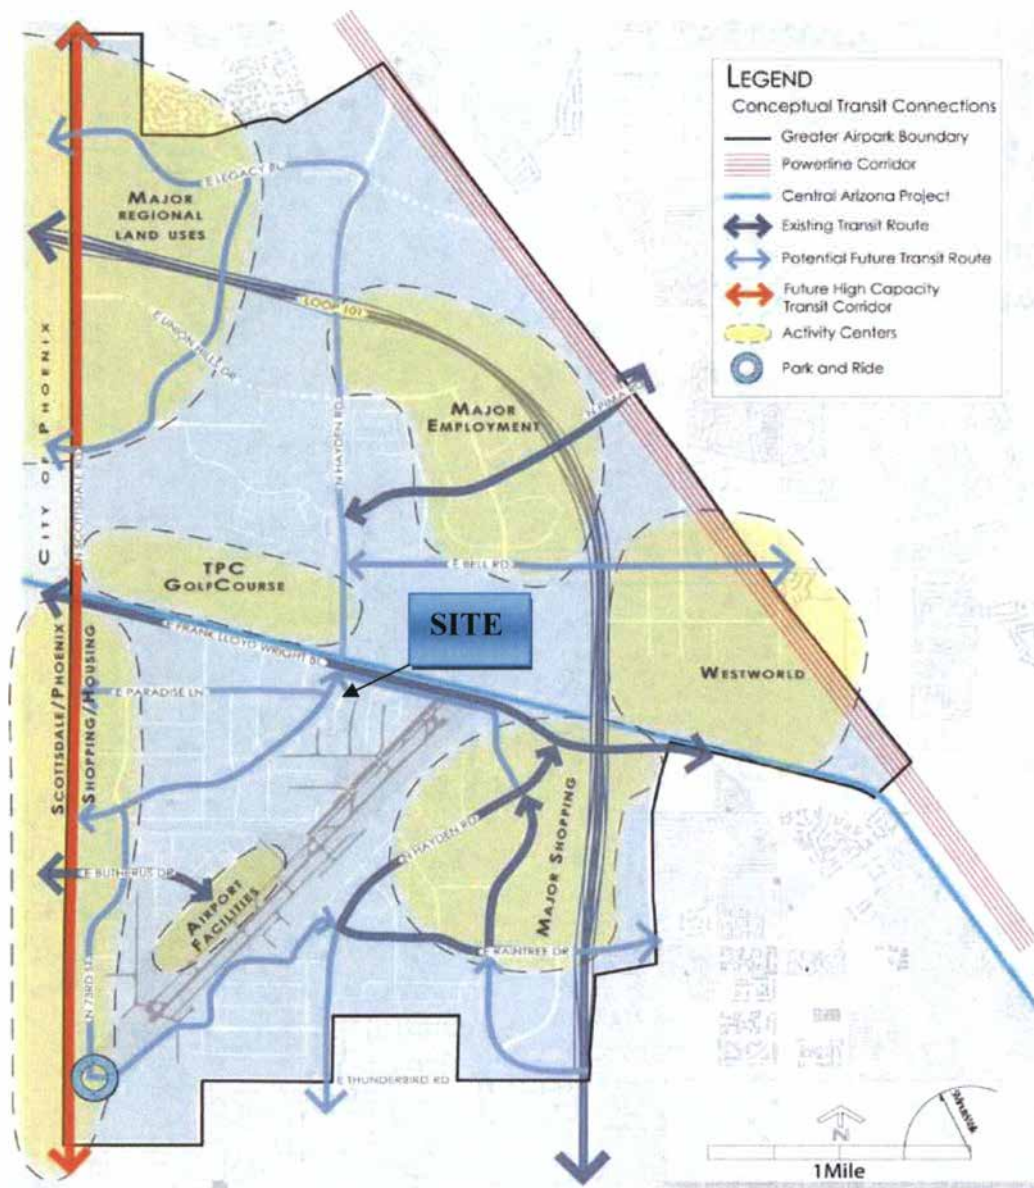 LEGEND
Conceptual Transit Connections
Greater Airpark Boundary
Powerline Corridor
Central Arizona Project
Existing Transit Route
Potential Future Transit Route
Future High Capacity
Transit Corridor
Activity Centers
Park and Ride
E LEGACY BL
MAJOR
REGIONAL
LAND USES
LOOP 101
E UNION HILLS DR
CITY OF PHOENIX
N SCOTTSDALE RD
N HAYDEN RD
MAJOR
EMPLOYMENT
N PIMA RD
TPC
GOLFCOURSE
E BELL RD
SITE
E FRANK LLOYD WRIGHT BL
WESTWORLD
E PARADISE LN
SCOTTSDALE/PHOENIX
SHOPPING/HOUSING
N HAYDEN RD
MAJOR SHOPPING
E BUTHERUS DR
AIRPORT
FACILITIES
E RAINTREE DR
N 73RD ST
E THUNDERBIRD RD
N
1Mile